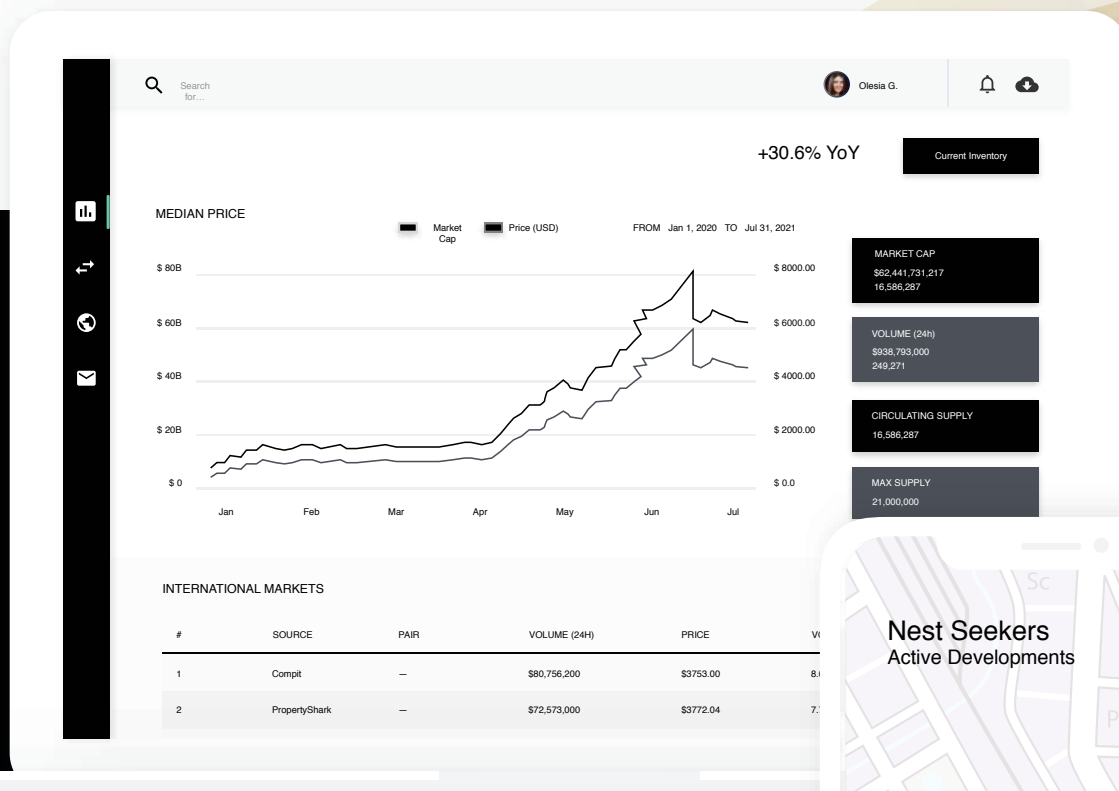 Search
for...
Olesia G.
+30.6% YoY
Current Inventory
MEDIAN PRICE
Market
Cap
Price (USD)
FROM Jan 1, 2020 TO Jul 31, 2021
$ 80B
$ 60B
$ 40B
$ 20B
$ 0
$ 8000.00
$ 6000.00
$ 4000.00
$ 2000.00
$ 0.0
Jan Feb Mar Apr May Jun Jul
MARKET CAP
$62,441,731,217
16,586,287
VOLUME (24h)
$938,793,000
249,271
CIRCULATING SUPPLY
16,586,287
MAX SUPPLY
21,000,000
INTERNATIONAL MARKETS
# SOURCE PAIR VOLUME (24H) PRICE
1 Compit — $80,756,200 $3753.00
2 PropertyShark — $72,573,000 $3772.04
Sc
Nest Seekers
Active Developments
P